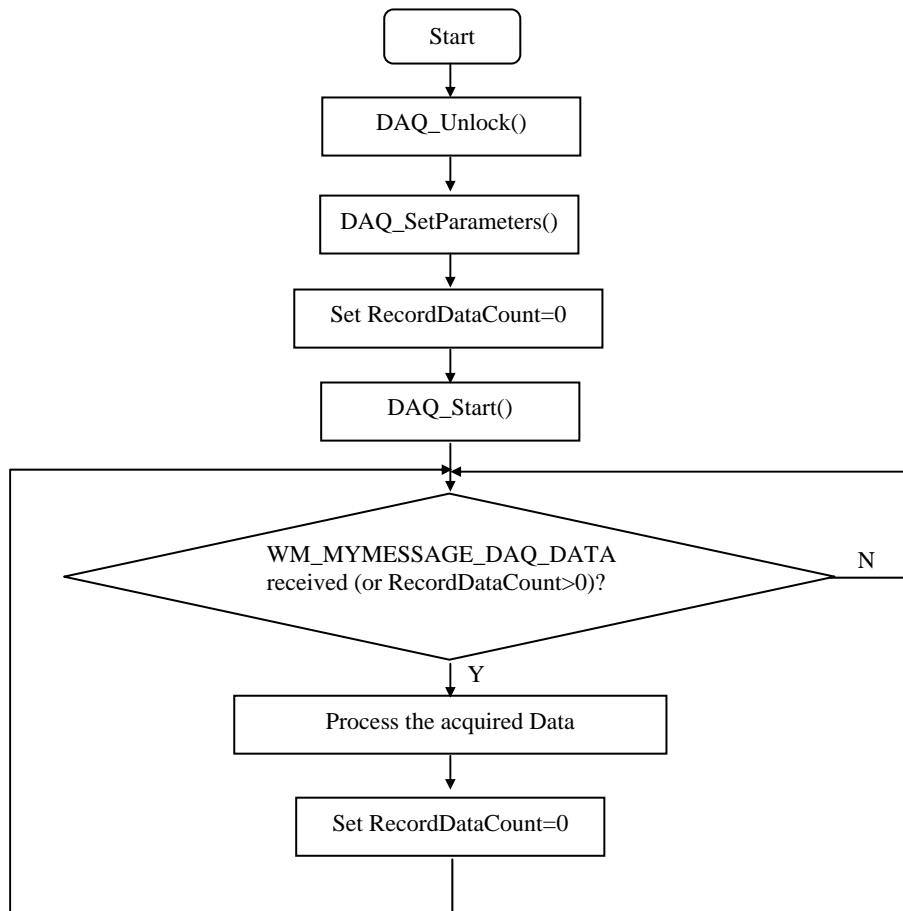 Start
DAQ_Unlock()
DAQ_SetParameters()
Set RecordDataCount=0
DAQ_Start()
WM_MYMESSAGE_DAQ_DATA
received (or RecordDataCount>0)?
N
Y
Process the acquired Data
Set RecordDataCount=0